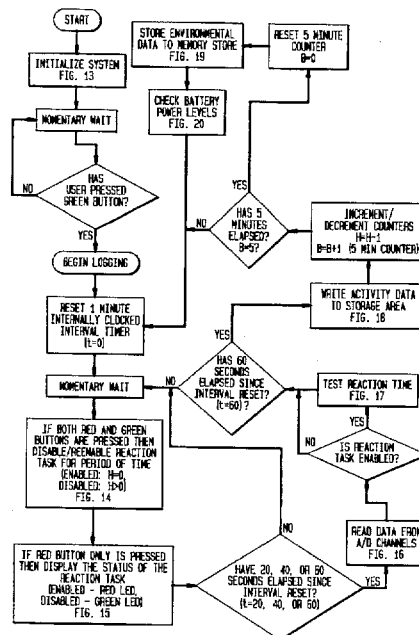 START
INITIALIZE SYSTEM
FIG. 13
MOMENTARY WAIT
HAS
USER PRESSED
GREEN BUTTON?
NO
YES
BEGIN LOGGING
RESET 1 MINUTE
INTERNALLY CLOCKED
INTERVAL TIMER
(t=0)
MOMENTARY WAIT
IF BOTH RED AND GREEN
BUTTONS ARE PRESSED THEN
DISABLE/REENABLE REACTION
TASK FOR PERIOD OF TIME
(ENABLED: H=0,
DISABLED: H>0)
FIG. 14
IF RED BUTTON ONLY IS PRESSED
THEN DISPLAY THE STATUS OF THE
REACTION TASK
(ENABLED - RED LED,
DISABLED - GREEN LED)
FIG. 15
HAVE 20, 40, OR 60
SECONDS ELAPSED SINCE
INTERVAL RESET?
(t=20, 40, OR 60)
NO
YES
READ DATA FROM
A/D CHANNELS
FIG. 16
IS REACTION
TASK ENABLED?
NO
YES
TEST REACTION TIME
FIG. 17
HAS 60
SECONDS
ELAPSED SINCE
INTERVAL RESET?
(t=60)?
NO
YES
WRITE ACTIVITY DATA
TO STORAGE AREA
FIG. 18
INCREMENT/
DECREMENT COUNTERS
H=H-1
B=B+1 (5 MIN COUNTER)
HAS 5
MINUTES
ELAPSED?
B=5?
NO
YES
RESET 5 MINUTE
COUNTER
B=0
STORE ENVIRONMENTAL
DATA TO MEMORY STORE
FIG. 19
CHECK BATTERY
POWER LEVELS
FIG. 20